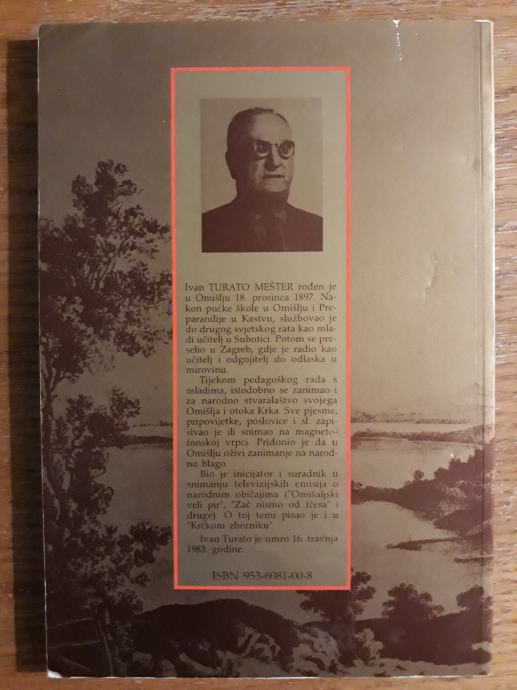 Ivan TURATO MEŠTER rođen je
u Omišlju 18. prosinca 1897. Na-
kon pučke škole u Omišlju i Pre-
parandije u Kastvu, službovao je
do drugog svjetskog rata kao mla-
di učitelj u Subotici. Potom se pre-
selio u Zagreb, gdje je radio kao
učitelj i odgojitelj do odlaska u
mirovinu.
Tijekom pedagoškog rada s
mladima, istodobno se zanimao i
za narodno stvaralaštvo svojega
Omišlja i otoka Krka. Sve pjesme,
pripovijetke, poslovice i sl. zapi-
sivao je ili snimao na magneto-
fonskoj vrpci. Pridonio je da u
Omišlju oživi zanimanje na narod-
no blago.
Bio je inicijator i suradnik u
snimanju televizijskih emisija o
narodnim običajima ("Omišaljski
veli pir", "Zač nismo od fčera" i
drugo). O toj temi pisao je i u
"Krčkom zborniku".
Ivan Turato je umro 16. travnja
1983. godine.
ISBN 953-6081-00-8